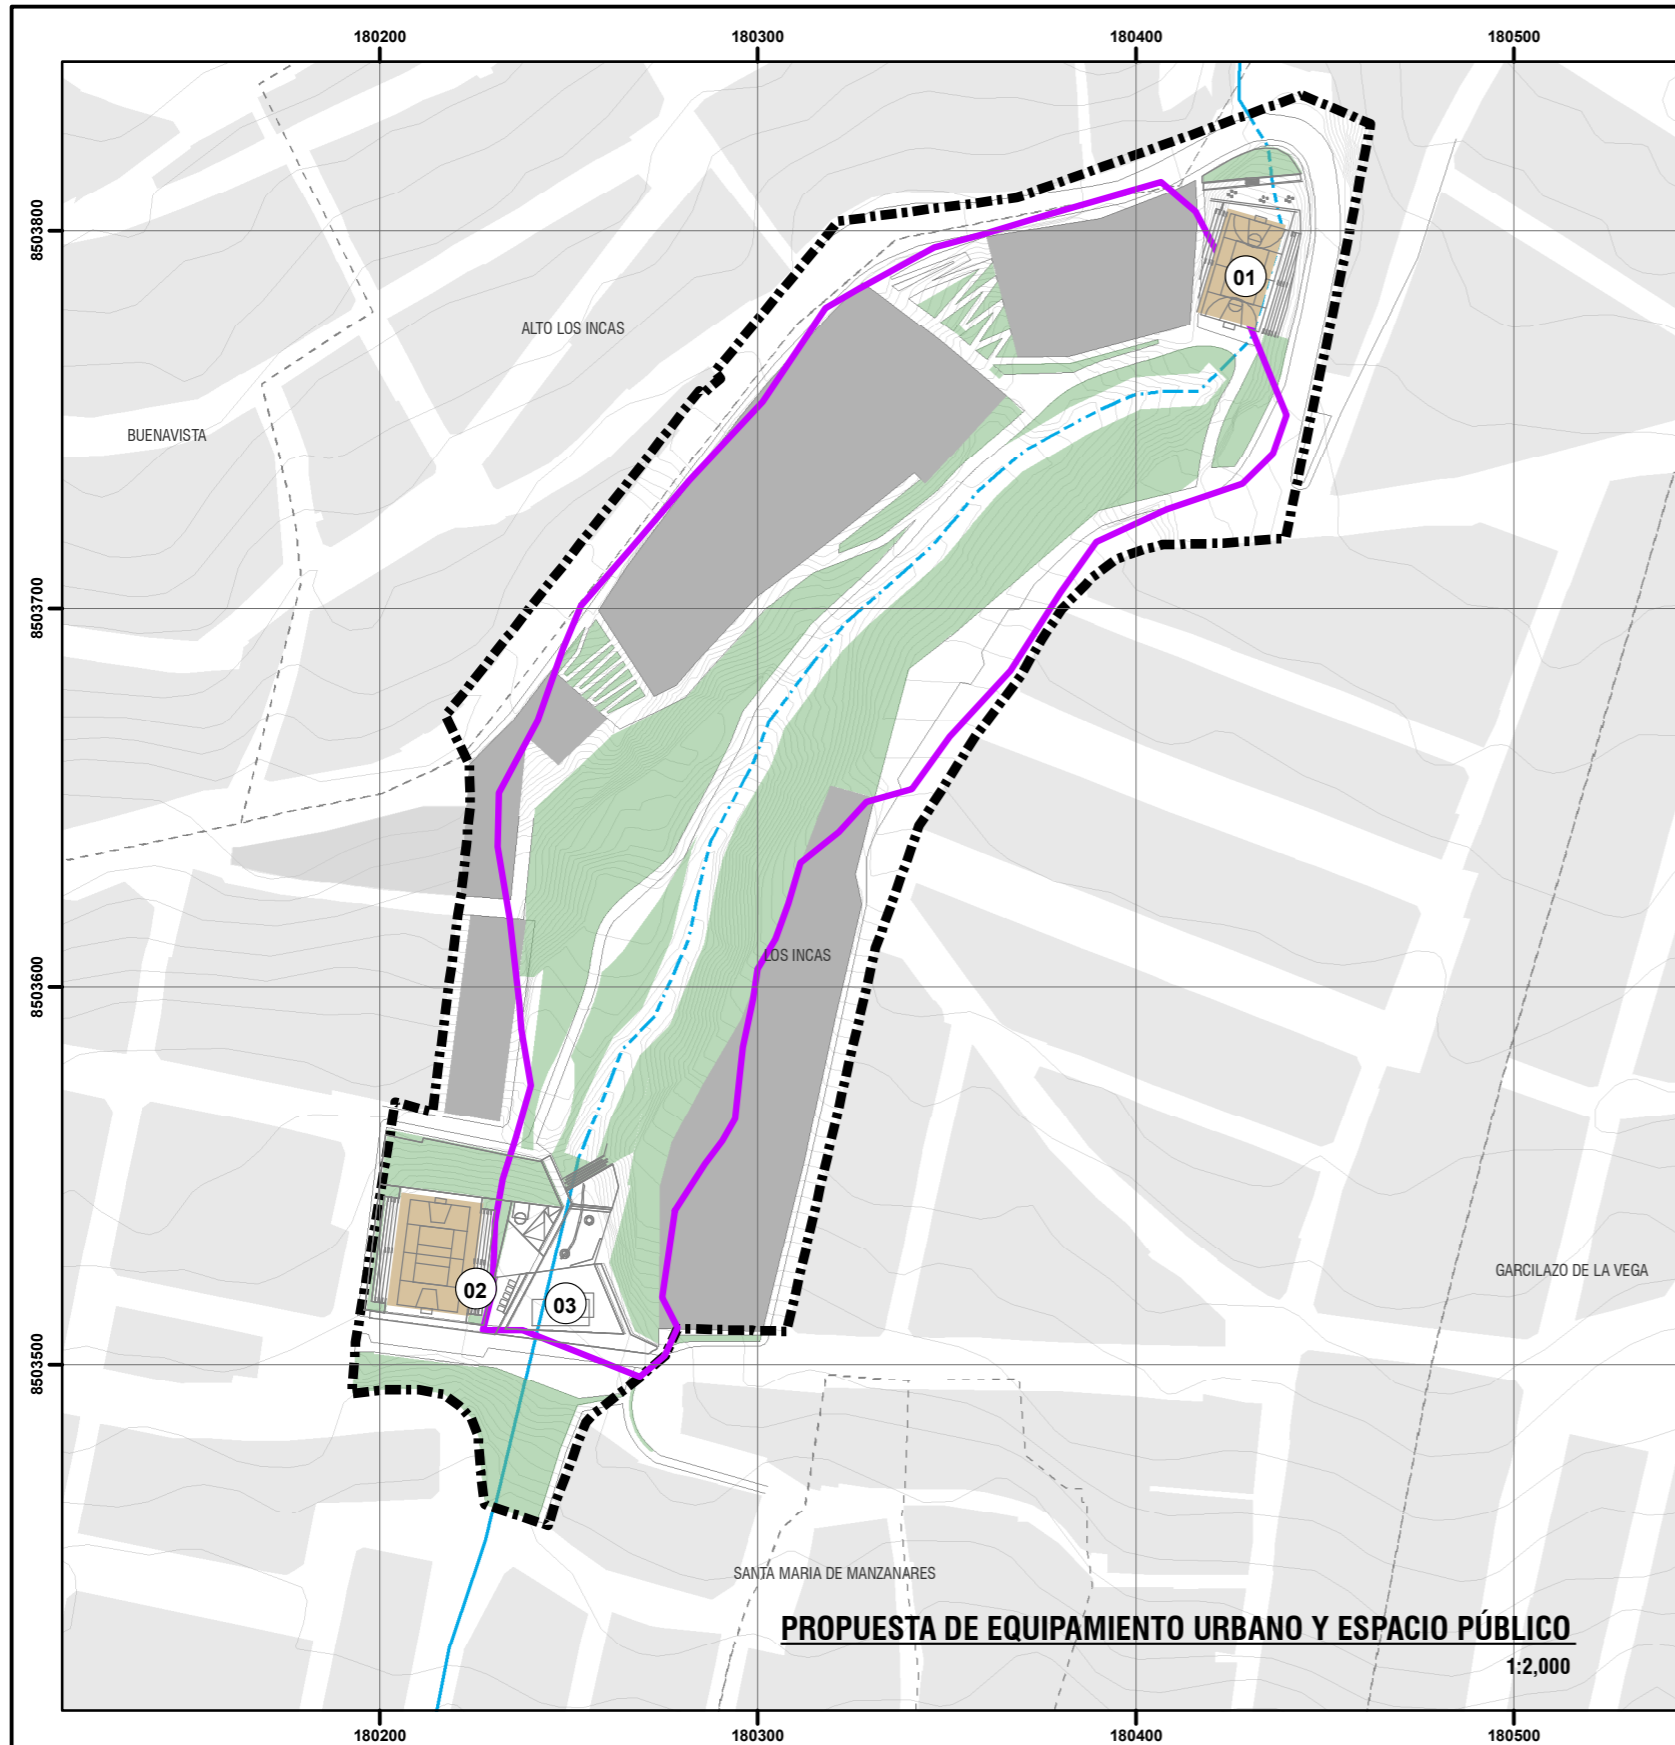 180200
180300
180400
180500
8503800
8503700
8503600
8503500
01
ALTO LOS INCAS
BUENAVISTA
LOS INCAS
GARCILAZO DE LA VEGA
02
03
SANTA MARIA DE MANZANARES
PROPUESTA DE EQUIPAMIENTO URBANO Y ESPACIO PÚBLICO
1:2,000
180200
180300
180400
180500